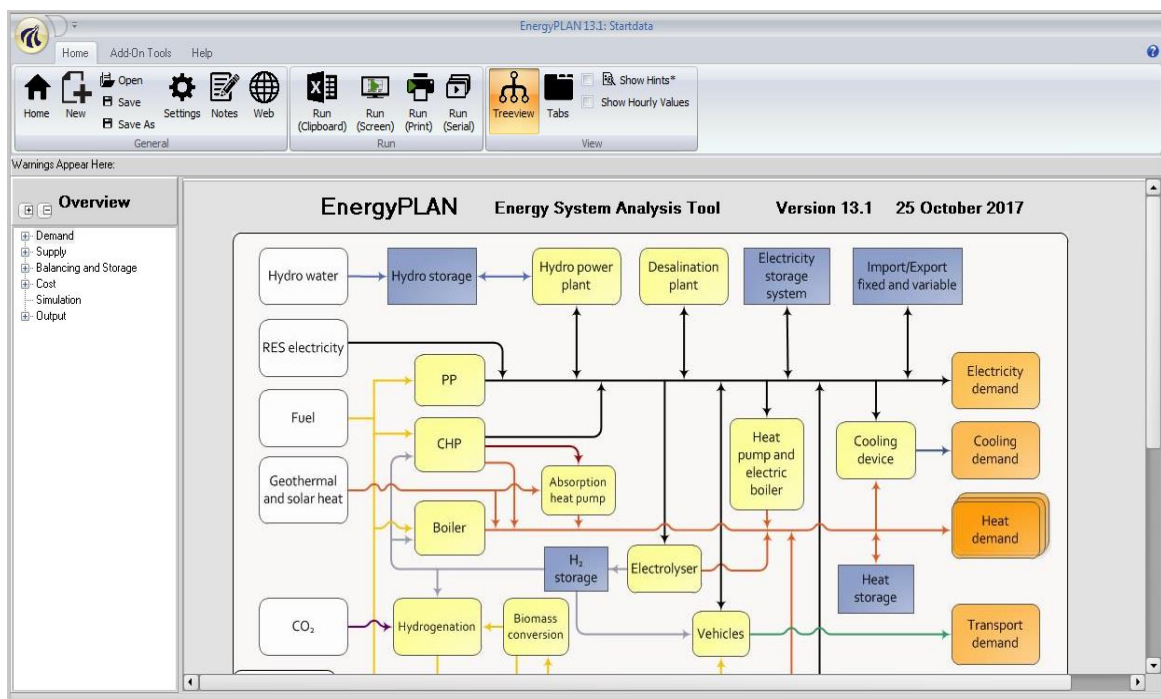 EnergyPLAN 13.1: Startdata
Home Add-On Tools Help
Home
New
Open
Save
Save As
Settings
Notes
Web
General
Run
(Clipboard)
Run
(Screen)
Run
(Print)
Run
(Serial)
Run
Treeview
Tabs
Show Hints*
Show Hourly Values
View
Warnings Appear Here:
Overview
Demand
Supply
Balancing and Storage
Cost
Simulation
Output
EnergyPLAN Energy System Analysis Tool Version 13.1 25 October 2017
Hydro water
Hydro storage
Hydro power
plant
Desalination
plant
Electricity
storage
system
Import/Export
fixed and variable
RES electricity
PP
Electricity
demand
Fuel
CHP
Heat
pump and
electric
boiler
Cooling
device
Cooling
demand
Geothermal
and solar heat
Absorption
heat pump
Boiler
Heat
demand
H₂
storage
Electrolyser
Heat
storage
CO₂
Hydrogenation
Biomass
conversion
Vehicles
Transport
demand